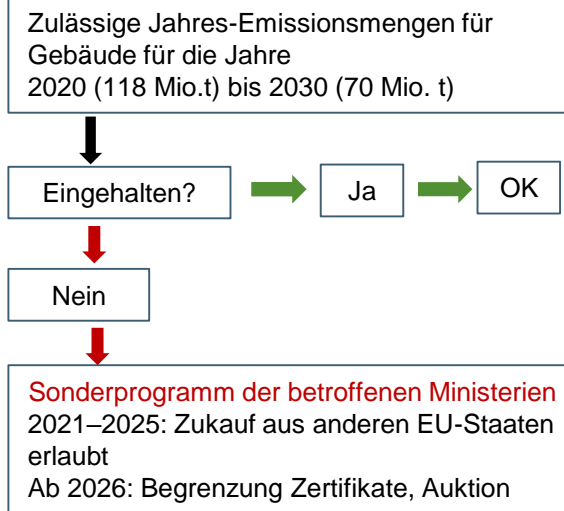 Zulässige Jahres-Emissionsmengen für
Gebäude für die Jahre
2020 (118 Mio.t) bis 2030 (70 Mio. t)
Eingehalten?
Ja
OK
Nein
Sonderprogramm der betroffenen Ministerien
2021–2025: Zukauf aus anderen EU-Staaten
erlaubt
Ab 2026: Begrenzung Zertifikate, Auktion